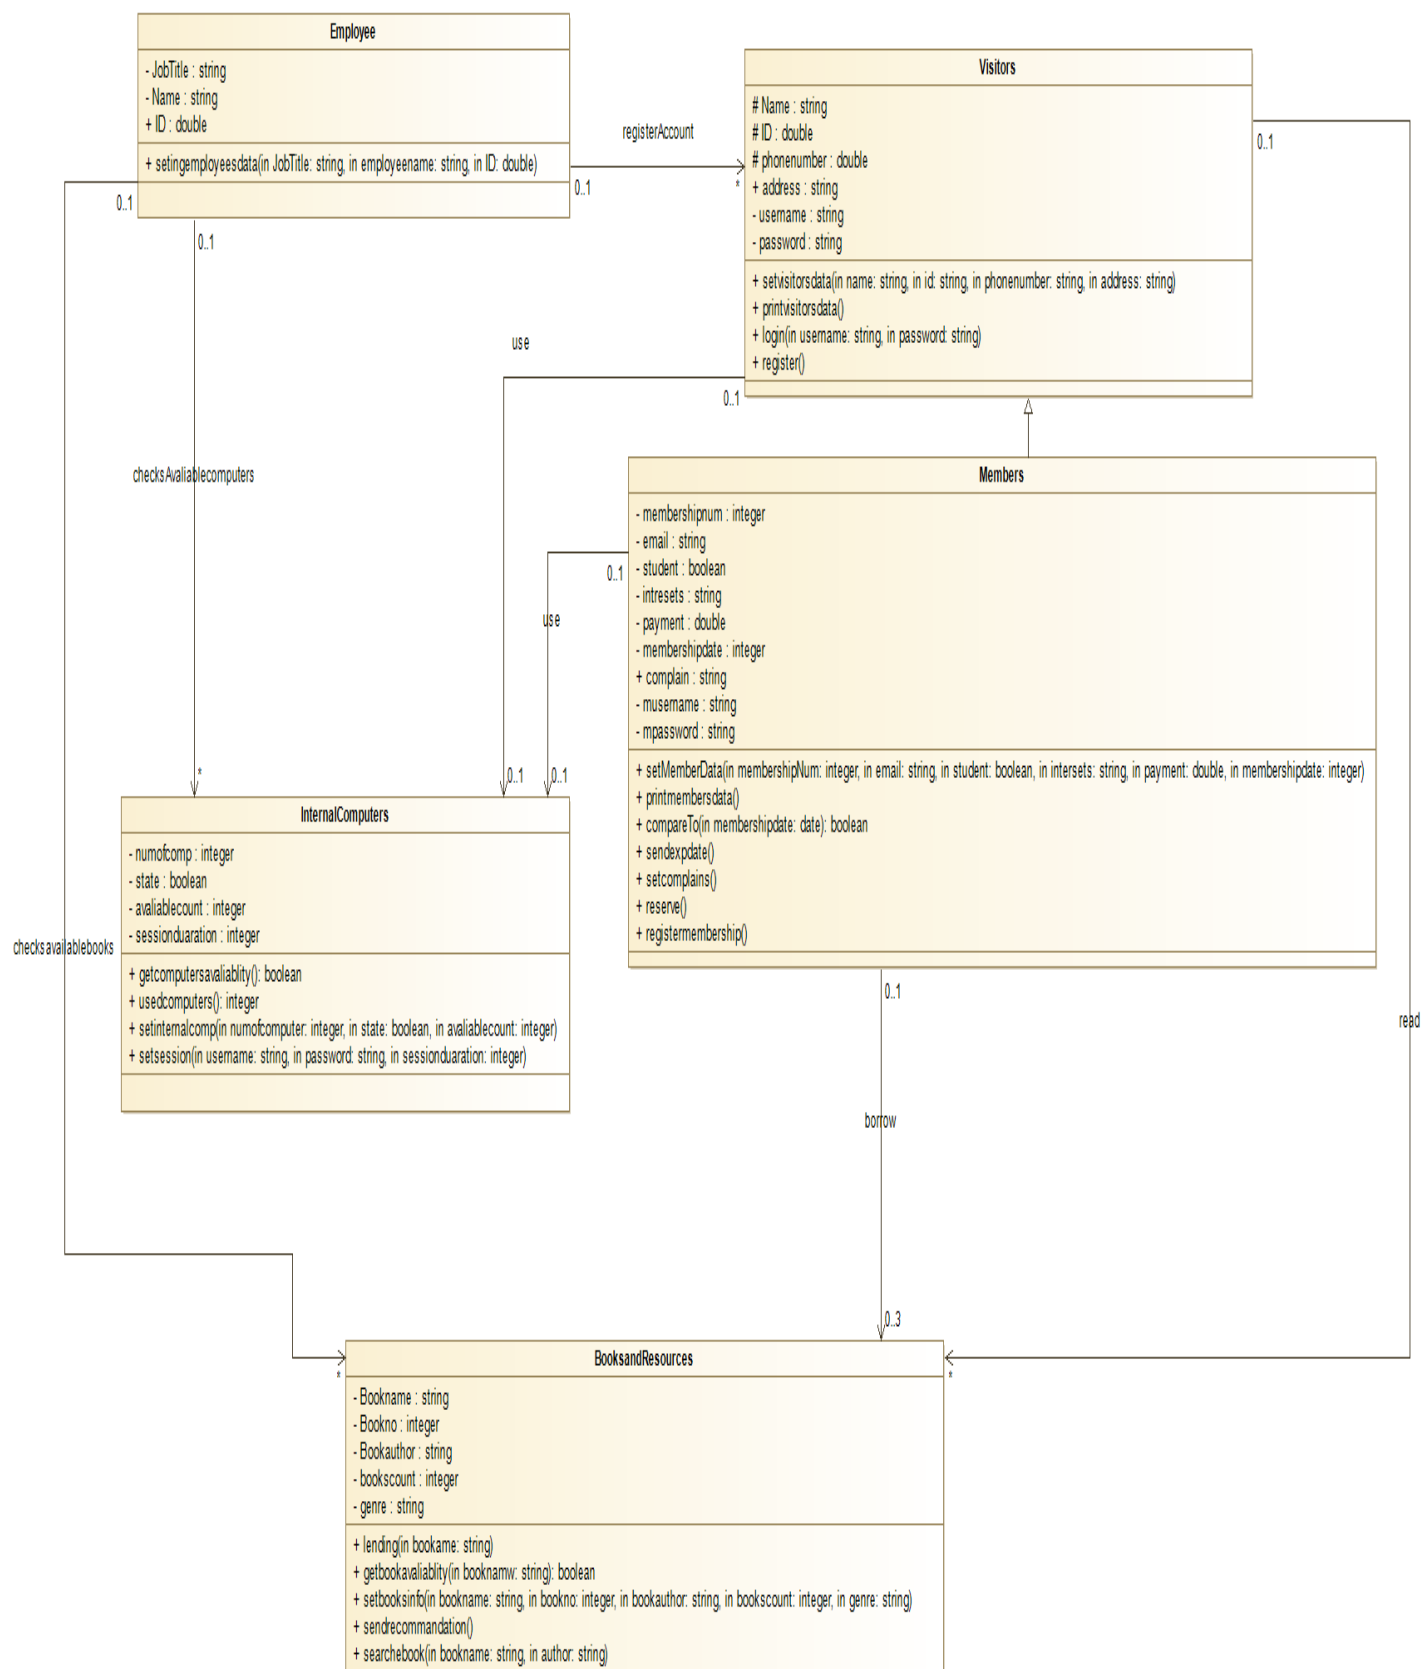 Employee
- JobTitle : string
- Name : string
+ ID : double
+ setingemployeesdata(in JobTitle: string, in employeename: string, in ID: double)
0..1
0..1
0..1
registerAccount
*
Visitors
# Name : string
# ID : double
# phonenumber : double
+ address : string
- username : string
- password : string
+ setvisitorsdata(in name: string, in id: string, in phonenumber: string, in address: string)
+ printvisitorsdata()
+ login(in username: string, in password: string)
+ register()
0..1
0..1
use
checksAvaliablecomputers
Members
- membershipnum : integer
- email : string
- student : boolean
- intresets : string
- payment : double
- membershipdate : integer
+ complain : string
- musername : string
- mpassword : string
+ setMemberData(in membershipNum: integer, in email: string, in student: boolean, in intersets: string, in payment: double, in membershipdate: integer)
+ printmembersdata()
+ compareTo(in membershipdate: date): boolean
+ sendexpdate()
+ setcomplains()
+ reserve()
+ registermembership()
0..1
use
*
0..1
0..1
InternalComputers
- numofcomp : integer
- state : boolean
- avaliablecount : integer
- sessionduaration : integer
+ getcomputersavaliablity(): boolean
+ usedcomputers(): integer
+ setinternalcomp(in numofcomputer: integer, in state: boolean, in avaliablecount: integer)
+ setsession(in username: string, in password: string, in sessionduaration: integer)
checksavailablebooks
0..1
read
borrow
0..3
*
*
BooksandResources
- Bookname : string
- Bookno : integer
- Bookauthor : string
- bookscount : integer
- genre : string
+ lending(in bookame: string)
+ getbookavaliablity(in booknamw: string): boolean
+ setbooksinfo(in bookname: string, in bookno: integer, in bookauthor: string, in bookscount: integer, in genre: string)
+ sendrecommandation()
+ searchebook(in bookname: string, in author: string)